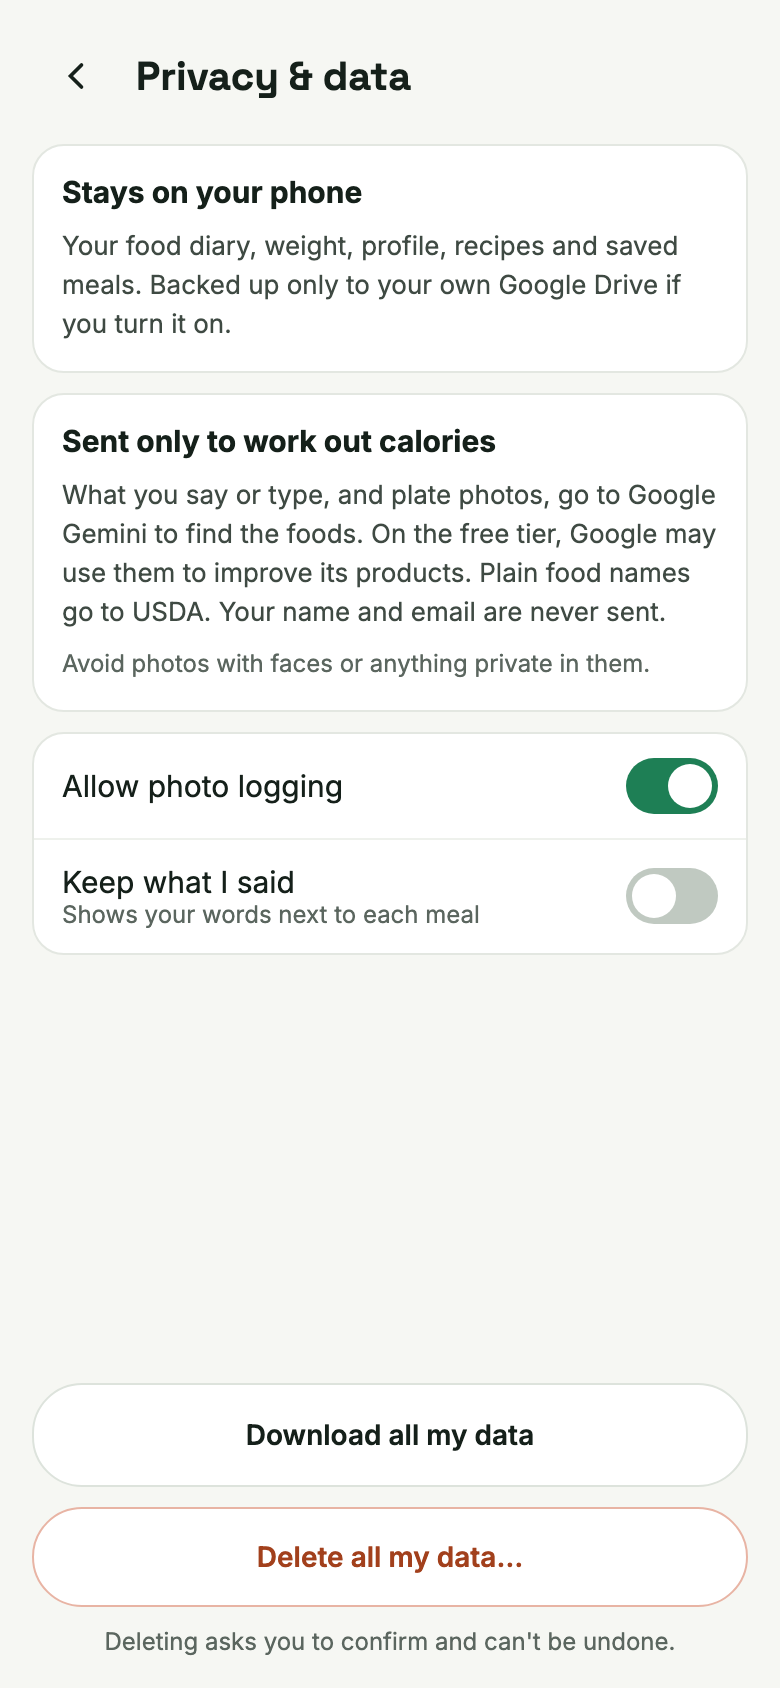 Privacy & data
Stays on your phone
Your food diary, weight, profile, recipes and saved
meals. Backed up only to your own Google Drive if
you turn it on.
Sent only to work out calories
What you say or type, and plate photos, go to Google
Gemini to find the foods. On the free tier, Google may
use them to improve its products. Plain food names
go to USDA. Your name and email are never sent.
Avoid photos with faces or anything private in them.
Allow photo logging
Keep what I said
Shows your words next to each meal
Download all my data
Delete all my data...
Deleting asks you to confirm and can't be undone.